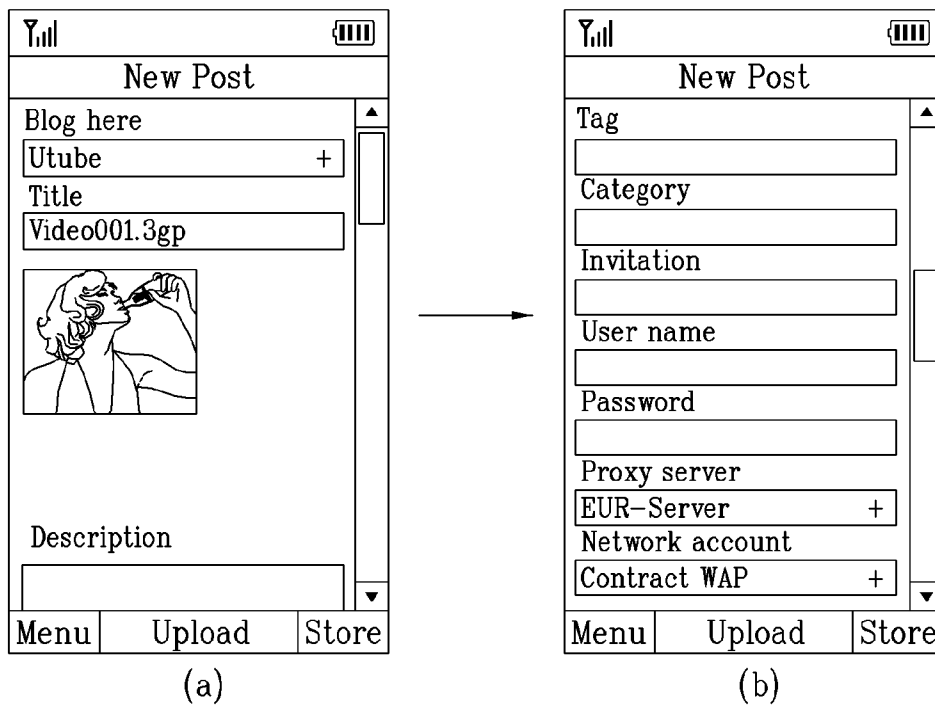 New Post
Blog here
Utube +
Title
Video001.3gp
Description
Menu Upload Store
(a)
New Post
Tag
Category
Invitation
User name
Password
Proxy server
EUR-Server +
Network account
Contract WAP +
Menu Upload Store
(b)